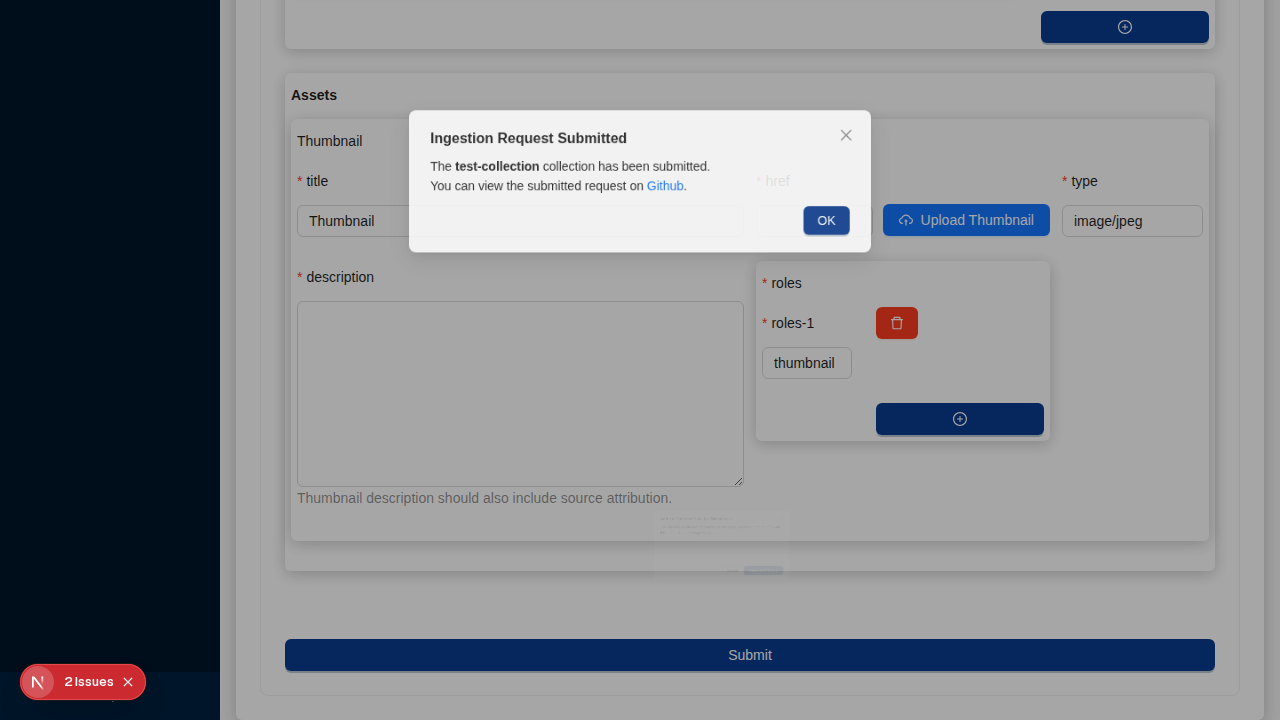 Assets
Ingestion Request Submitted
Thumbnail
The test-collection collection has been submitted.
You can view the submitted request on Github.
* title
* href
* type
Thumbnail
OK
Upload Thumbnail
image/jpeg
* description
* roles
* roles-1
thumbnail
Thumbnail description should also include source attribution.
Submit
2 Issues